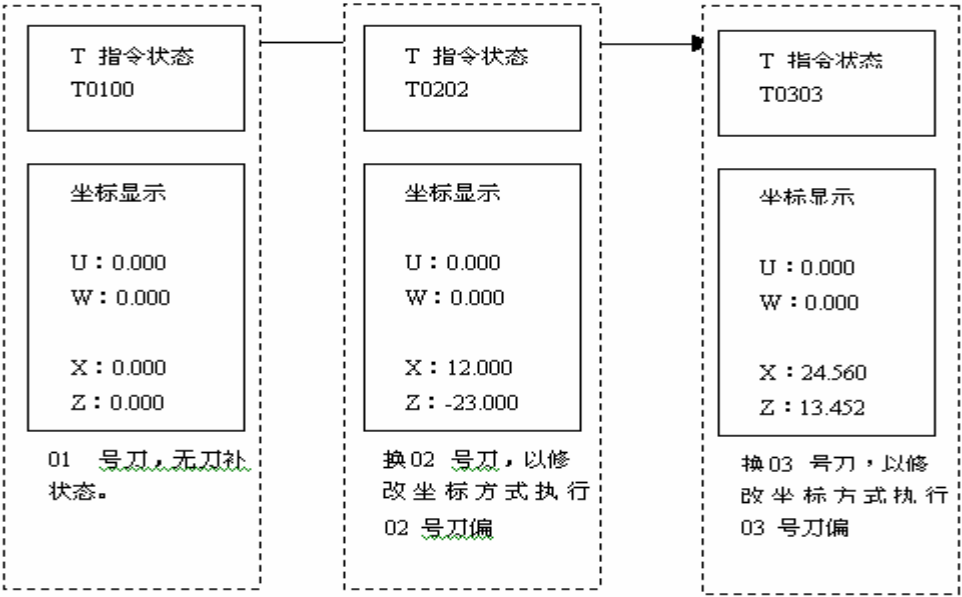 T 指令状态
T0100
坐标显示
U：0.000
W：0.000
X：0.000
Z：0.000
01 号刀，无刀补
状态。
T 指令状态
T0202
坐标显示
U：0.000
W：0.000
X：12.000
Z：-23.000
换02 号刀，以修
改坐标方式执行
02 号刀偏
T 指令状态
T0303
坐标显示
U：0.000
W：0.000
X：24.560
Z：13.452
换03 号刀，以修
改坐标方式执行
03 号刀偏